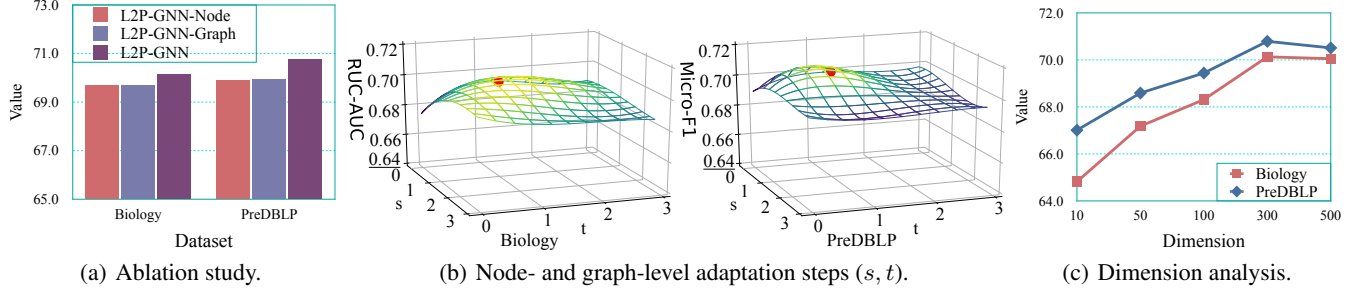 73.0
71.0
69.0
67.0
65.0
Value
L2P-GNN-Node
L2P-GNN-Graph
L2P-GNN
Biology PreDBLP
Dataset
(a) Ablation study.
RUC-AUC
0.72
0.70
0.68
0.66
0.64
0
1
2
3
s
0 1 2 3
t
Biology
Micro-F1
0.72
0.70
0.68
0.66
0.64
0
1
2
3
s
0 1 2 3
t
PreDBLP
(b) Node- and graph-level adaptation steps (s, t).
72.0
70.0
68.0
66.0
64.0
Value
Biology
PreDBLP
10 50 100 300 500
Dimension
(c) Dimension analysis.